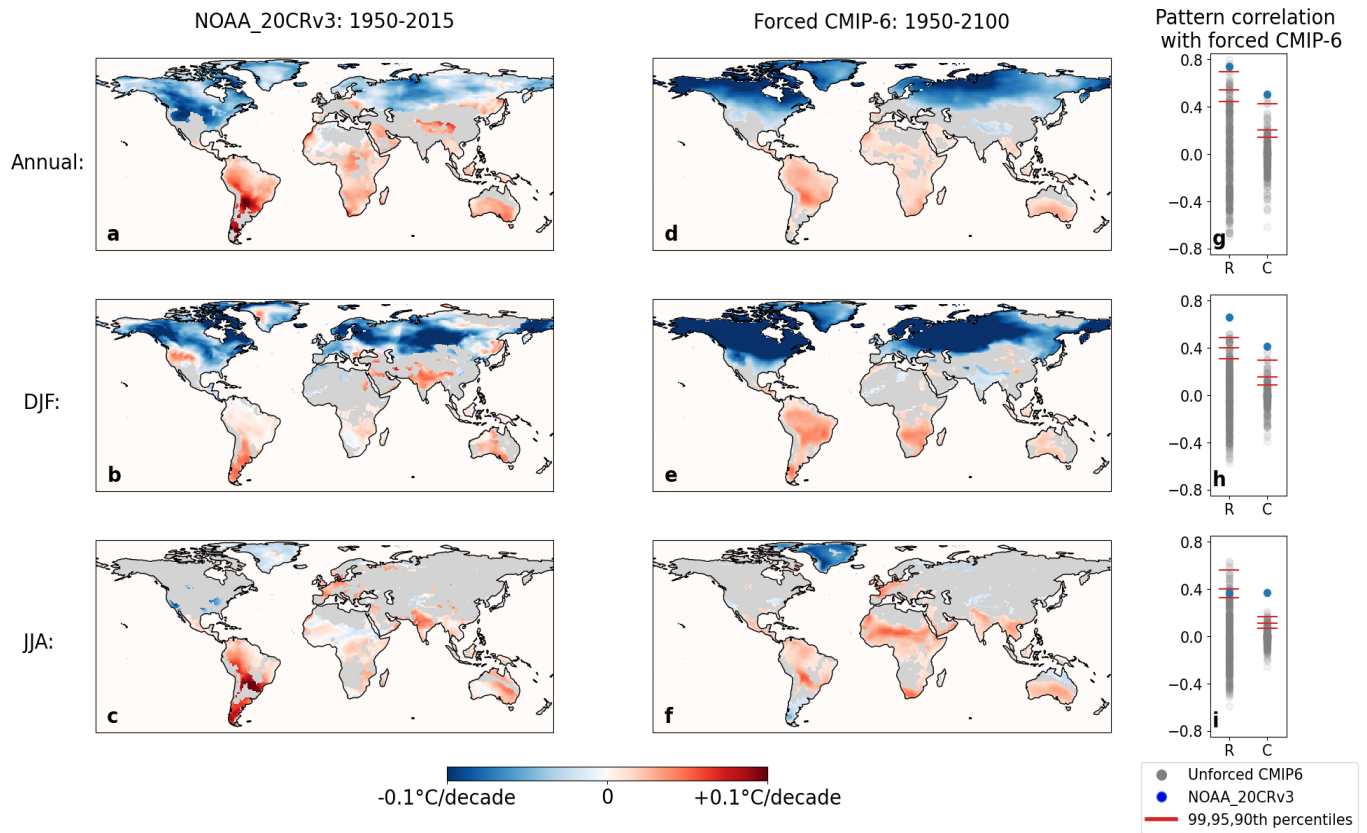 NOAA_20CRv3: 1950-2015
Forced CMIP-6: 1950-2100
Pattern correlation
with forced CMIP-6
Annual:
a
d
0.8
0.4
0.0
−0.4
−0.8
g
R C
DJF:
b
e
0.8
0.4
0.0
−0.4
−0.8
h
R C
JJA:
c
f
0.8
0.4
0.0
−0.4
−0.8
i
R C
-0.1°C/decade 0 +0.1°C/decade
Unforced CMIP6
NOAA_20CRv3
99,95,90th percentiles